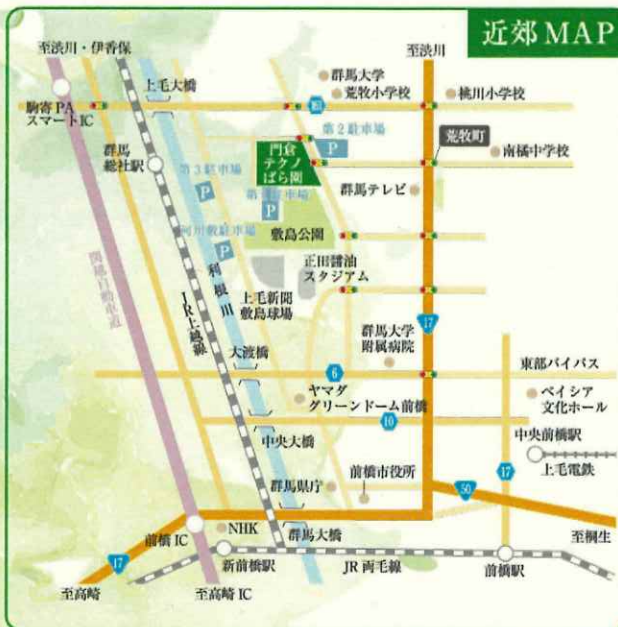 近郊 MAP
至渋川・伊香保
至渋川
上毛大橋
群馬大学
荒牧小学校
桃川小学校
駒寄PA
スマートIC
161
第2駐車場
P
荒牧町
南橘中学校
群馬
総社駅
門倉
テクノ
ばら園
第3駐車場
P
群馬テレビ
P
敷島公園
河川敷駐車場
P
正田醤油
スタジアム
関越自動車道
JR上越線
利根川
上毛新聞
敷島球場
17
群馬大学
附属病院
大渡橋
6
東部バイパス
ヤマダ
グリーンドーム前橋
ベイシア
文化ホール
10
中央大橋
中央前橋駅
上毛電鉄
17
群馬県庁
前橋市役所
50
前橋IC
NHK
群馬大橋
至桐生
17
新前橋駅
JR両毛線
前橋駅
至高崎
至高崎IC